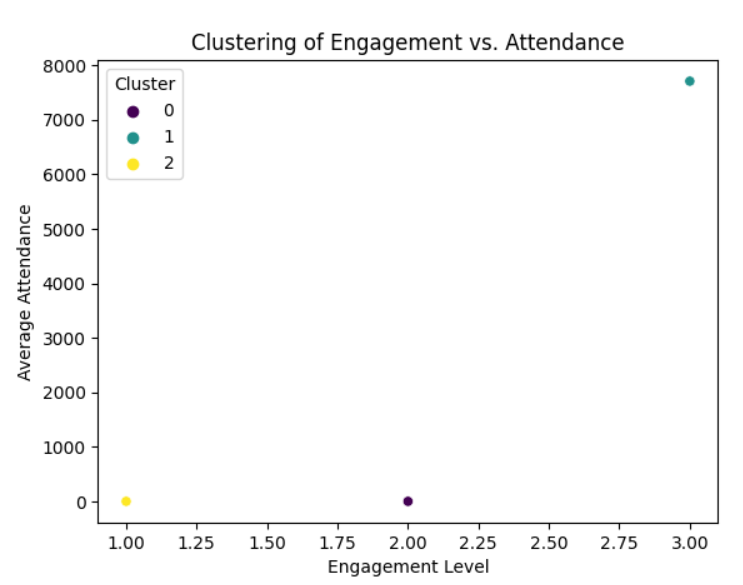 Clustering of Engagement vs. Attendance
8000
7000
6000
5000
4000
3000
2000
1000
0
Average Attendance
Cluster
0
1
2
1.00 1.25 1.50 1.75 2.00 2.25 2.50 2.75 3.00
Engagement Level